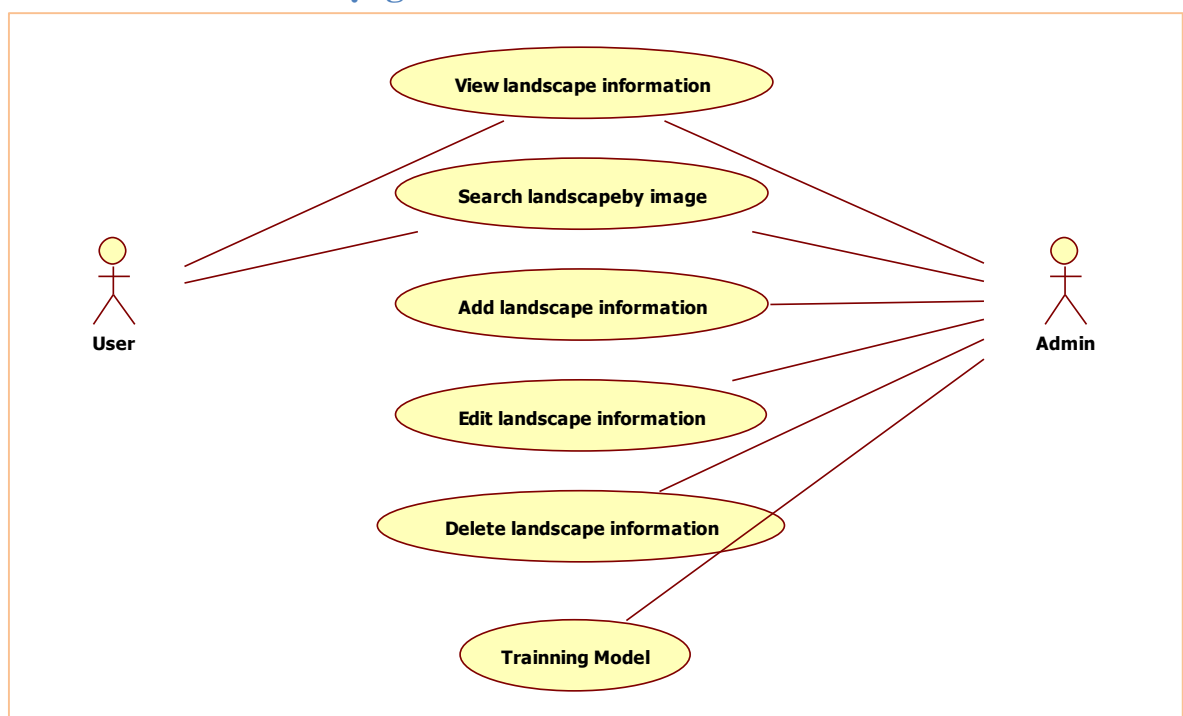 View landscape information
Search landscapeby image
User
Admin
Add landscape information
Edit landscape information
Delete landscape information
Trainning Model